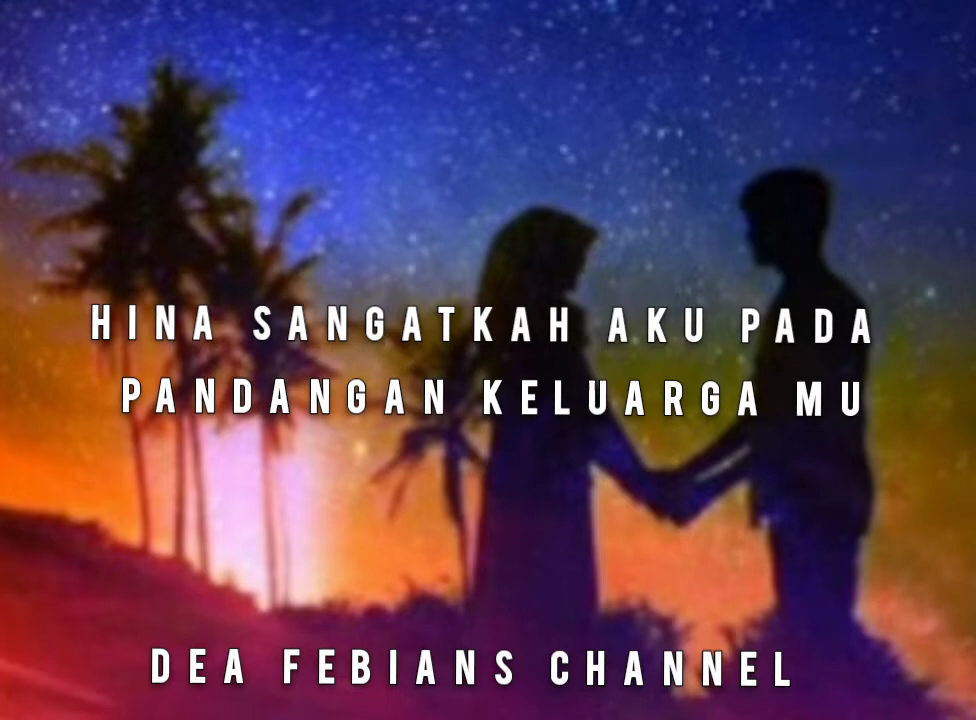 HINA SANGATKAH AKU PADA
PANDANGAN KELUARGA MU
DEA FEBIANS CHANNEL